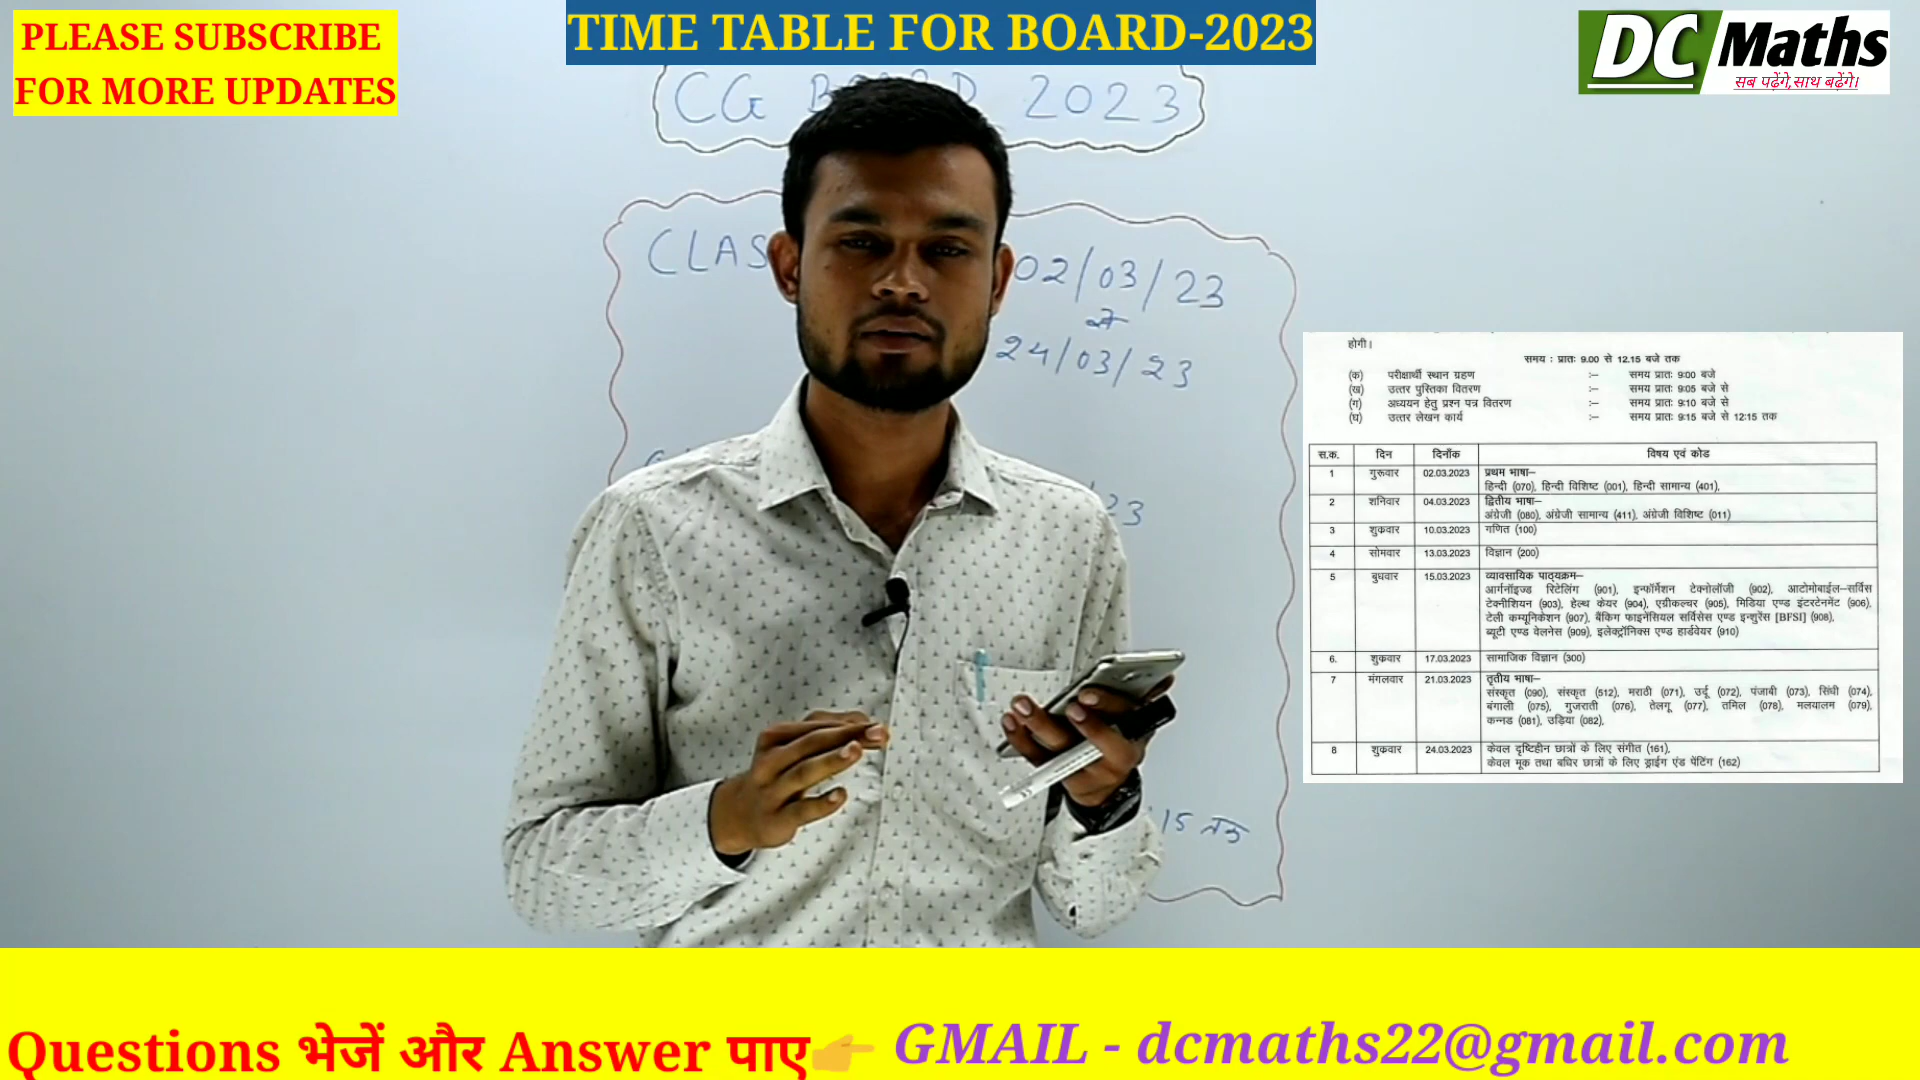 PLEASE SUBSCRIBE
FOR MORE UPDATES
TIME TABLE FOR BOARD-2023
DC Maths
सब पढ़ेंगे,साथ बढ़ेंगे।
CG 2023
02/03/23
से
24/03/23
23
15 तक
होगी।
समय : प्रातः 9.00 से 12.15 बजे तक
(क) परीक्षार्थी स्थान ग्रहण :– समय प्रातः 9:00 बजे
(ख) उत्तर पुस्तिका वितरण :– समय प्रातः 9:05 बजे से
(ग) अध्ययन हेतु प्रश्न पत्र वितरण :– समय प्रातः 9:10 बजे से
(घ) उत्तर लेखन कार्य :– समय प्रातः 9:15 बजे से 12:15 तक
स.क. दिन दिनाँक विषय एवं कोड
1 गुरूवार 02.03.2023 प्रथम भाषा–
हिन्दी (070), हिन्दी विशिष्ट (001), हिन्दी सामान्य (401),
2 शनिवार 04.03.2023 द्वितीय भाषा–
अंग्रेजी (080), अंग्रेजी सामान्य (411), अंग्रेजी विशिष्ट (011)
3 शुक्रवार 10.03.2023 गणित (100)
4 सोमवार 13.03.2023 विज्ञान (200)
5 बुधवार 15.03.2023 व्यावसायिक पाठ्यक्रम–
आर्गनॉइज्ड रिटेलिंग (901), इन्फॉर्मेशन टेक्नोलॉजी (902), आटोमोबाईल–सर्विस
टेक्नीशियन (903), हेल्थ केयर (904), एग्रीकल्चर (905), मिडिया एण्ड इंटरटेनमेंट (906),
टेली कम्यूनिकेशन (907), बैंकिंग फाइनेंसियल सर्विसेस एण्ड इन्शुरेंस [BFSI] (908),
ब्यूटी एण्ड वेलनेस (909), इलेक्ट्रॉनिक्स एण्ड हार्डवेयर (910)
6. शुक्रवार 17.03.2023 सामाजिक विज्ञान (300)
7 मंगलवार 21.03.2023 तृतीय भाषा–
संस्कृत (090), संस्कृत (512), मराठी (071), उर्दू (072), पंजाबी (073), सिंधी (074),
बंगाली (075), गुजराती (076), तेलगू (077), तमिल (078), मलयालम (079),
कन्नड (081), उड़िया (082),
8 शुक्रवार 24.03.2023 केवल दृष्टिहीन छात्रों के लिए संगीत (161),
केवल मूक तथा बधिर छात्रों के लिए ड्राईंग एंड पेंटिंग (162)
Questions भेजें और Answer पाए👉 GMAIL - dcmaths22@gmail.com